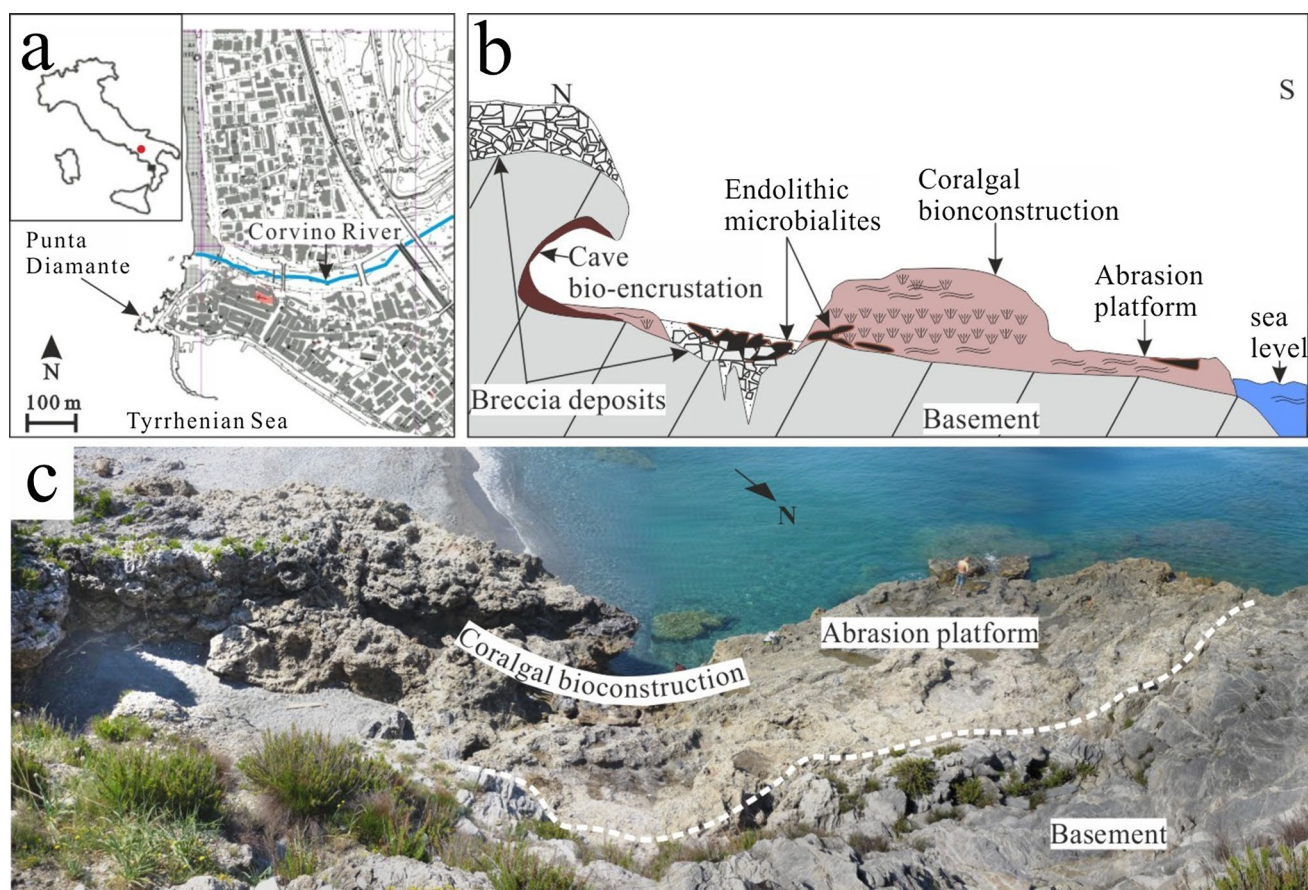 a
Punta
Diamante
Corvino River
N
100 m
Tyrrhenian Sea
b
N
S
Endolithic
microbialites
Coralgal
bionconstruction
Cave
bio-encrustation
Abrasion
platform
sea
level
Breccia deposits
Basement
c
N
Coralgal bioconstruction
Abrasion platform
Basement